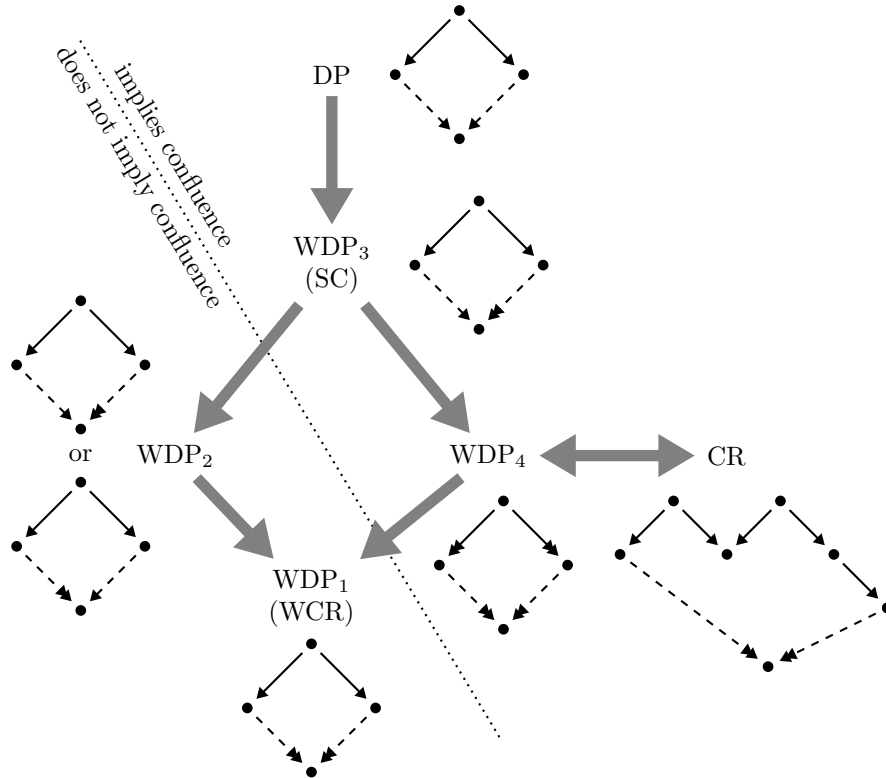 DP
implies confluence
does not imply confluence
WDP₃
(SC)
or
WDP₂
WDP₄
CR
WDP₁
(WCR)